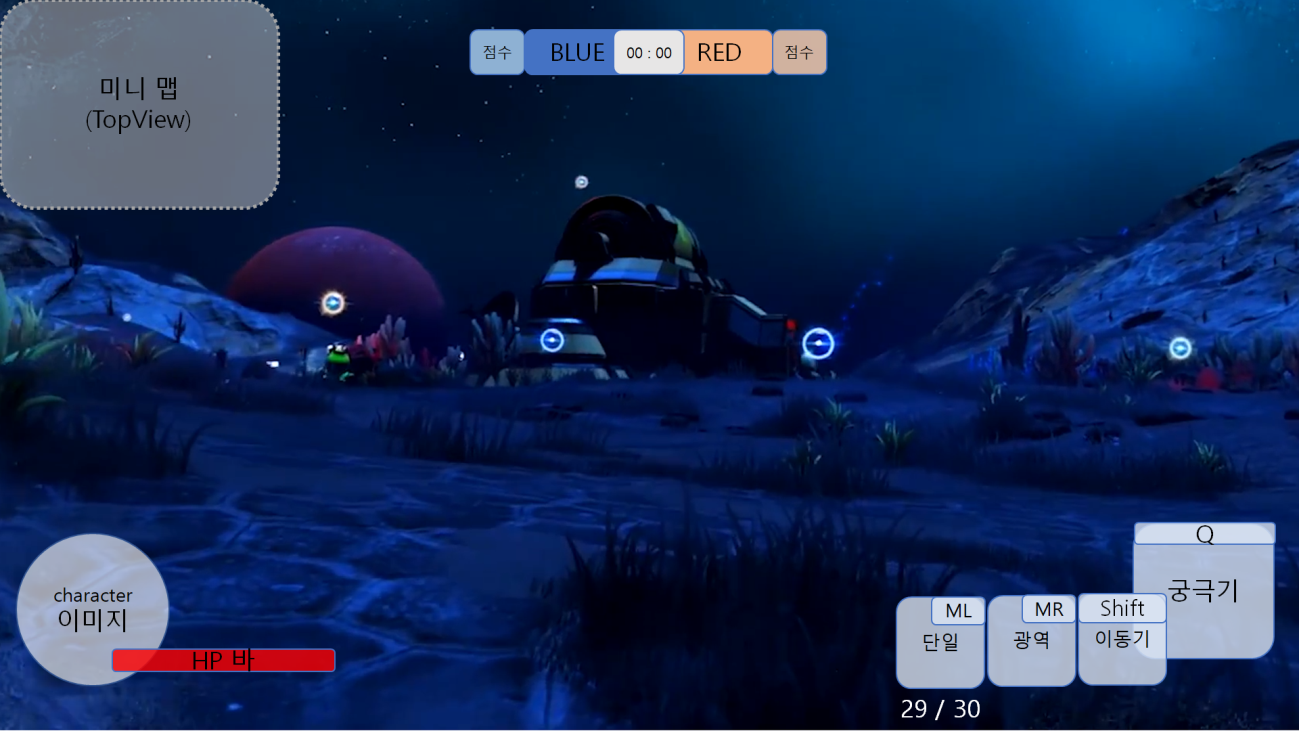 미니 맵
(TopView)
점수
BLUE
00 : 00
RED
점수
character
이미지
HP 바
Q
궁극기
ML
단일
MR
광역
Shift
이동기
29 / 30